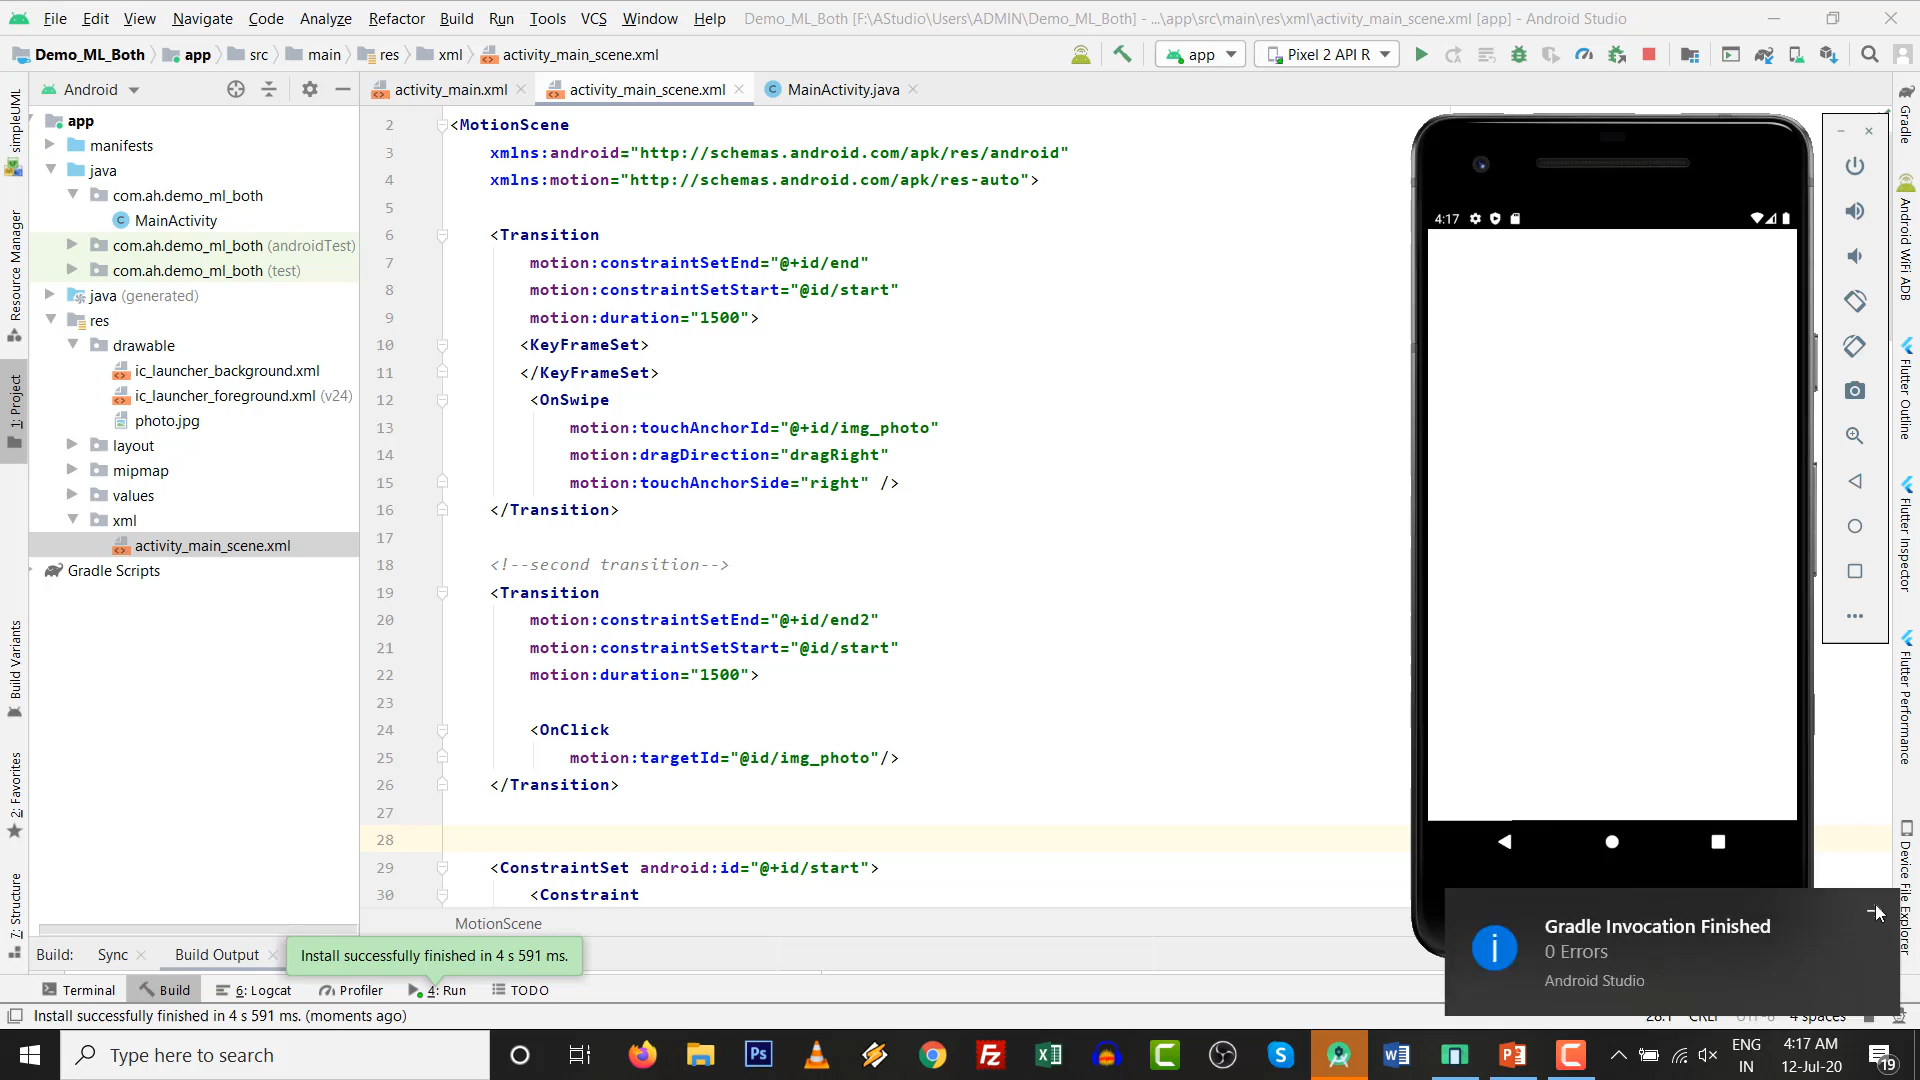 File Edit View Navigate Code Analyze Refactor Build Run Tools VCS Window Help Demo_ML_Both [F:\AStudio\Users\ADMIN\Demo_ML_Both] - ...\app\src\main\res\xml\activity_main_scene.xml [app] - Android Studio
Demo_ML_Both app src main res xml activity_main_scene.xml app Pixel 2 API R
Android activity_main.xml activity_main_scene.xml MainActivity.java
app
manifests
java
com.ah.demo_ml_both
MainActivity
com.ah.demo_ml_both (androidTest)
com.ah.demo_ml_both (test)
java (generated)
res
drawable
ic_launcher_background.xml
ic_launcher_foreground.xml (v24)
photo.jpg
layout
mipmap
values
xml
activity_main_scene.xml
Gradle Scripts
simpleUML
Resource Manager
1: Project
Build Variants
2: Favorites
7: Structure
2 <MotionScene
3 xmlns:android="http://schemas.android.com/apk/res/android"
4 xmlns:motion="http://schemas.android.com/apk/res-auto">
5
6 <Transition
7 motion:constraintSetEnd="@+id/end"
8 motion:constraintSetStart="@id/start"
9 motion:duration="1500">
10 <KeyFrameSet>
11 </KeyFrameSet>
12 <OnSwipe
13 motion:touchAnchorId="@+id/img_photo"
14 motion:dragDirection="dragRight"
15 motion:touchAnchorSide="right" />
16 </Transition>
17
18 <!--second transition-->
19 <Transition
20 motion:constraintSetEnd="@+id/end2"
21 motion:constraintSetStart="@id/start"
22 motion:duration="1500">
23
24 <OnClick
25 motion:targetId="@id/img_photo"/>
26 </Transition>
27
28
29 <ConstraintSet android:id="@+id/start">
30 <Constraint
MotionScene
4:17
Gradle
Android WiFi ADB
Flutter Outline
Flutter Inspector
Flutter Performance
Device File Explorer
Gradle Invocation Finished
0 Errors
Android Studio
Build: Sync Build Output
Install successfully finished in 4 s 591 ms.
Terminal Build 6: Logcat Profiler 4: Run TODO
Install successfully finished in 4 s 591 ms. (moments ago)
28:1 CRLF UTF-8 4 spaces
Type here to search
Ps
ENG
IN
4:17 AM
12-Jul-20
19